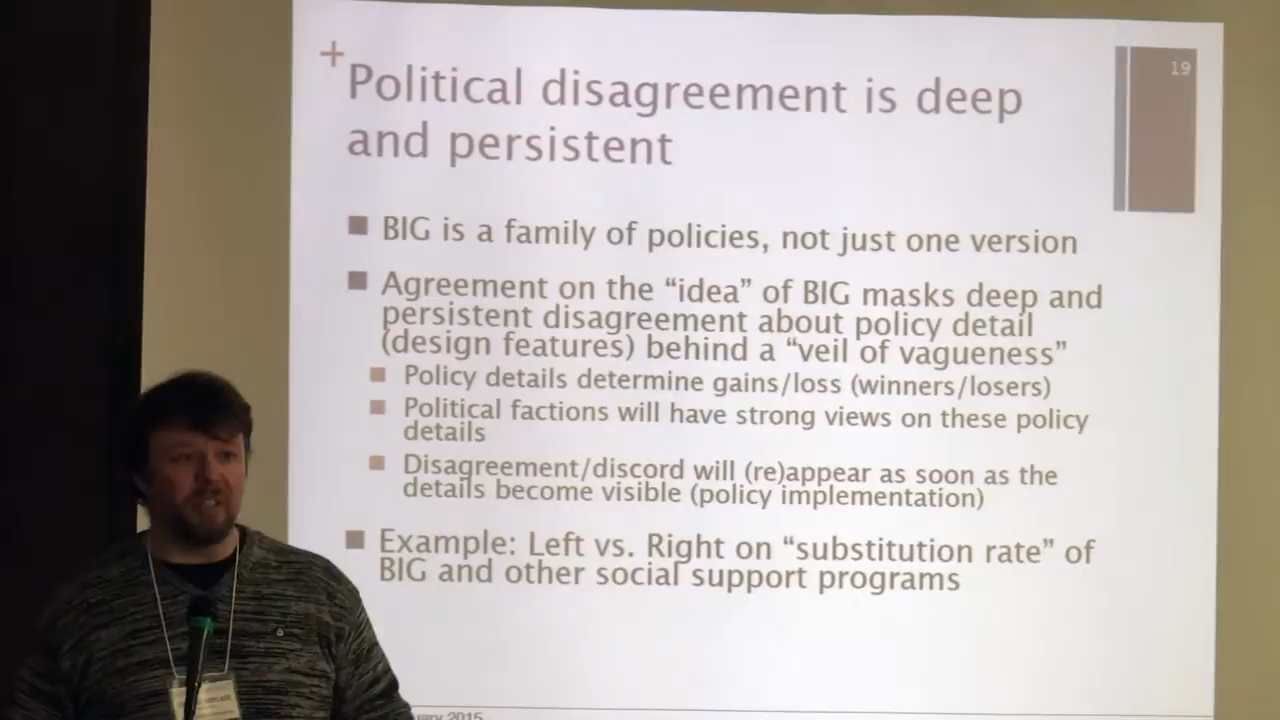 19
+
Political disagreement is deep
and persistent
BIG is a family of policies, not just one version
Agreement on the “idea” of BIG masks deep and
persistent disagreement about policy detail
(design features) behind a “veil of vagueness”
Policy details determine gains/loss (winners/losers)
Political factions will have strong views on these policy
details
Disagreement/discord will (re)appear as soon as the
details become visible (policy implementation)
Example: Left vs. Right on “substitution rate” of
BIG and other social support programs
2015